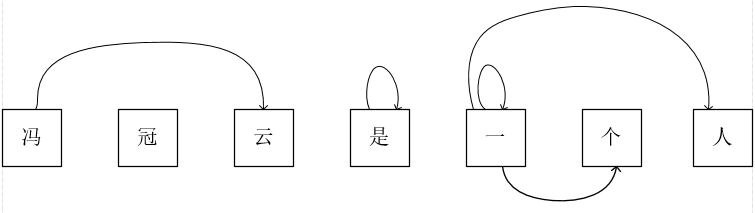 冯 冠 云 是 一 个 人